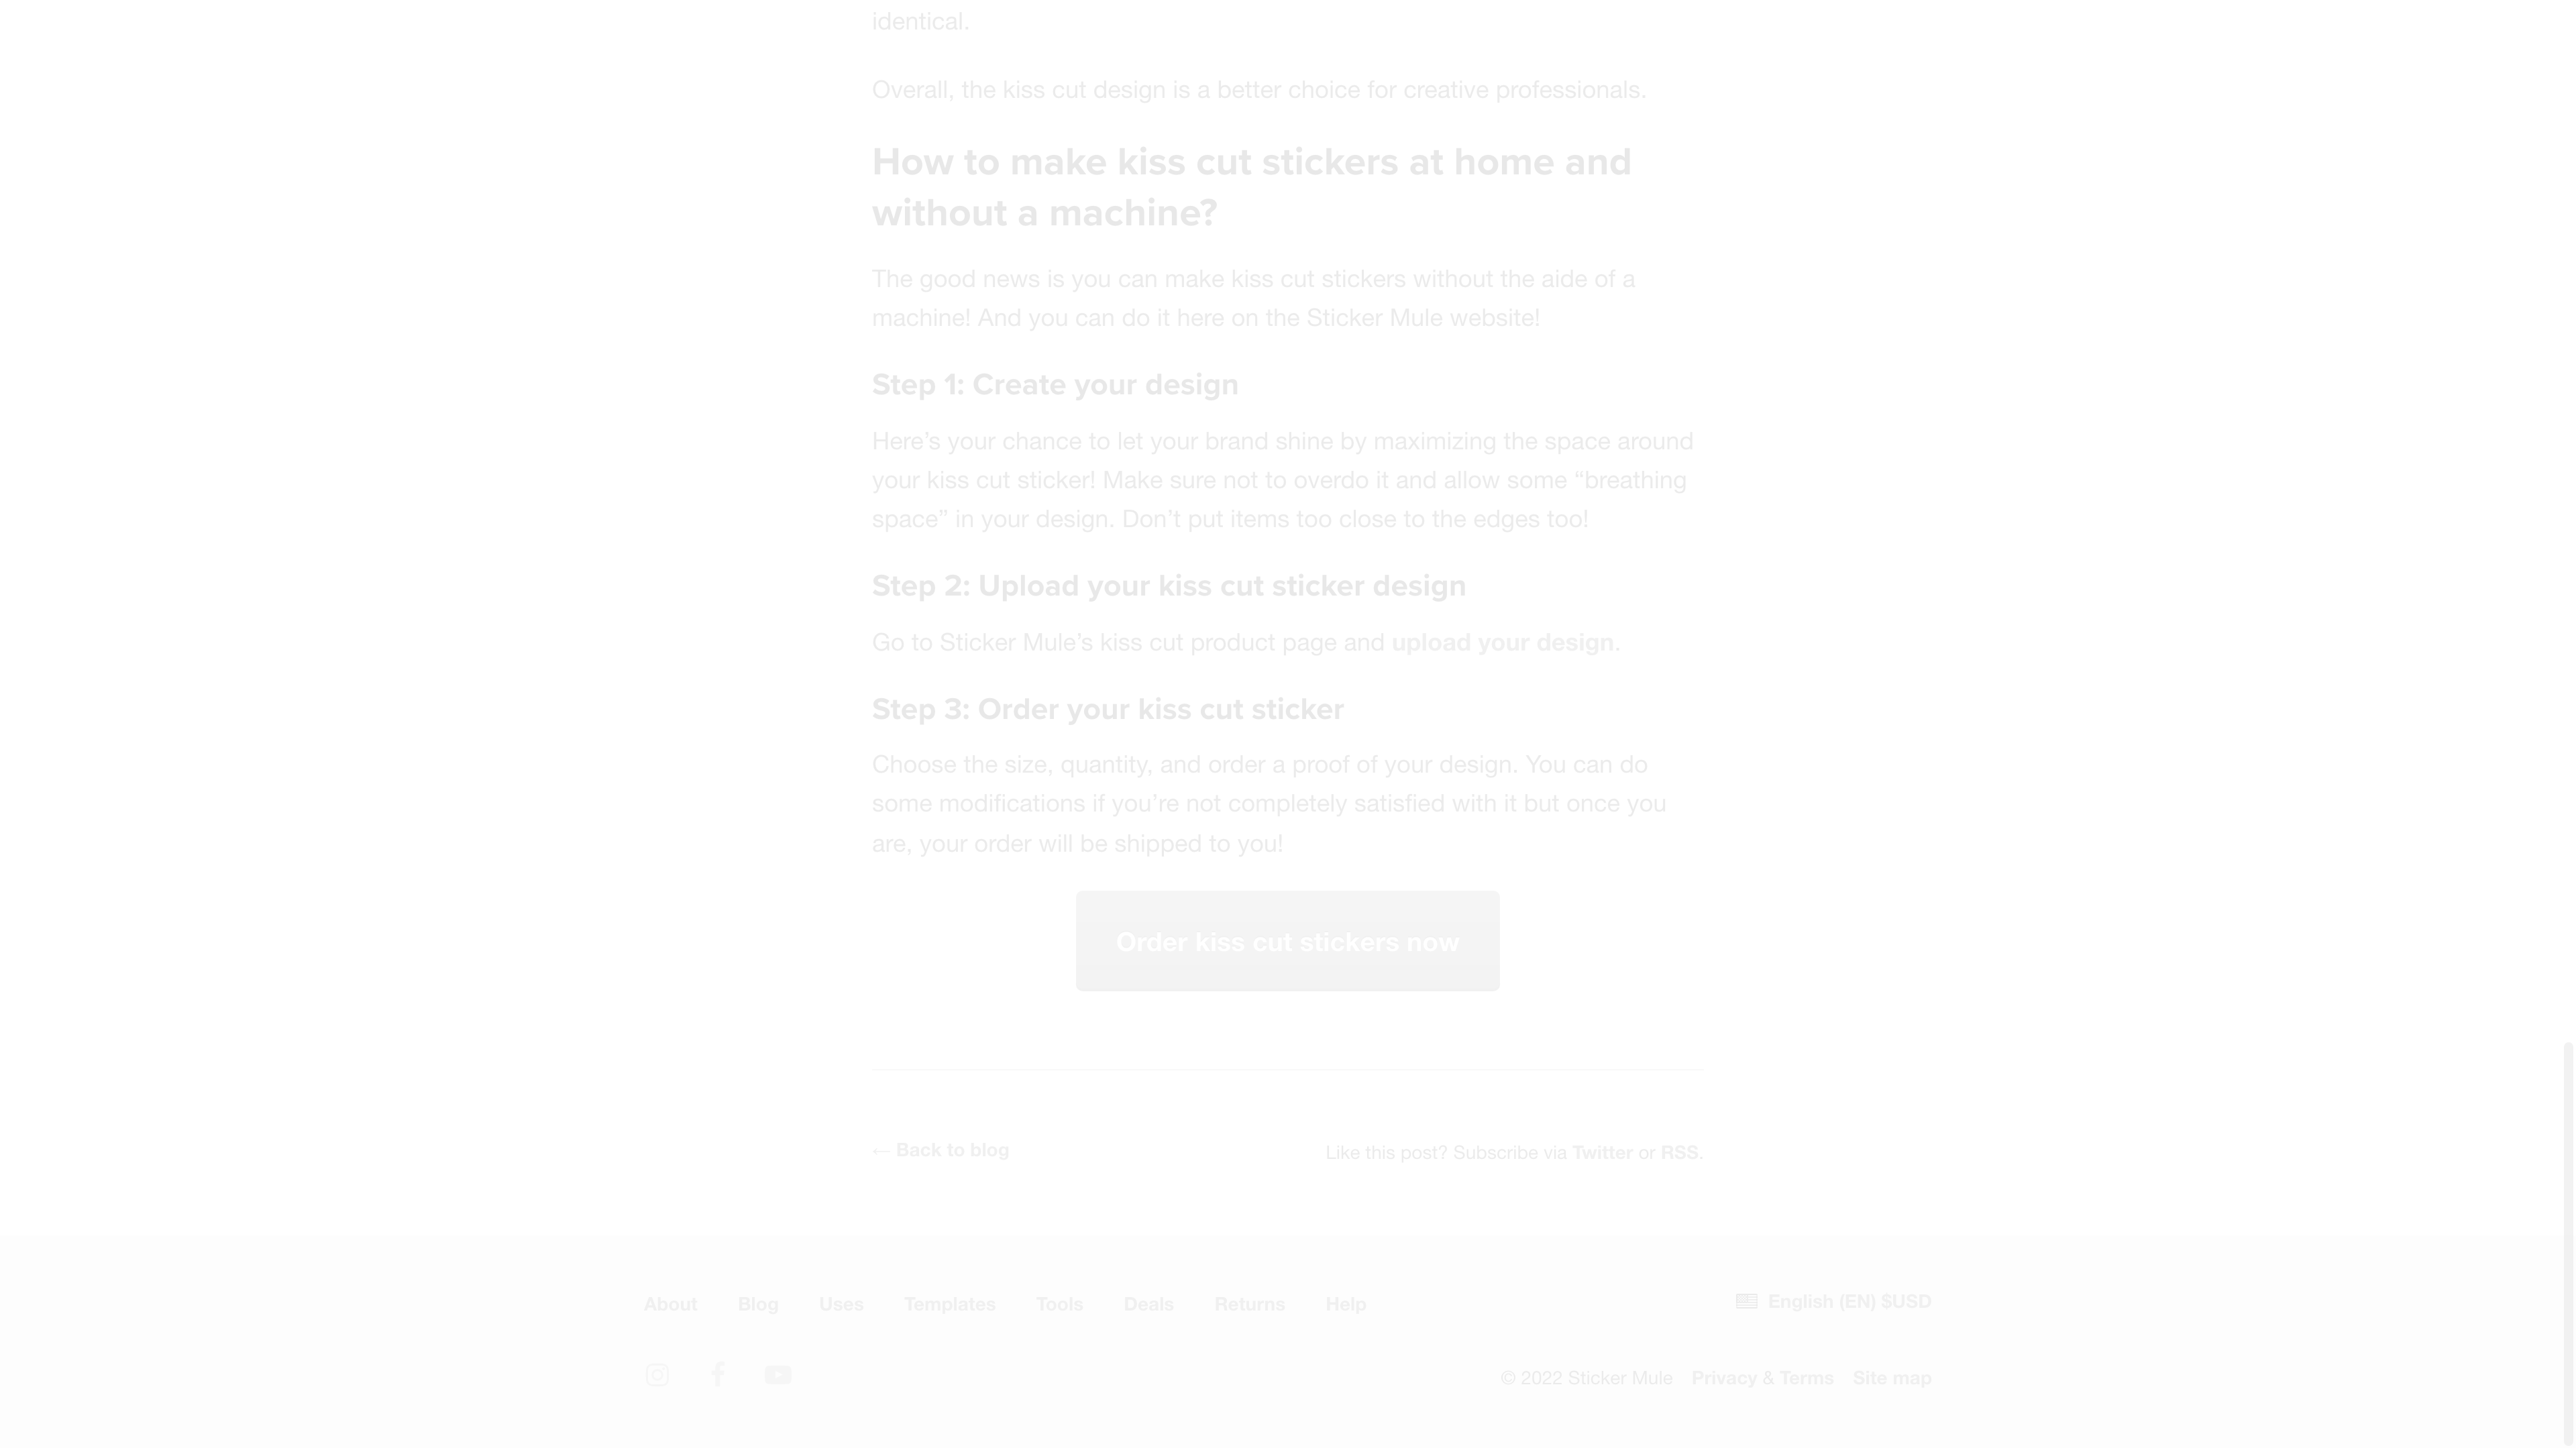 identical.
Overall, the kiss cut design is a better choice for creative professionals.
How to make kiss cut stickers at home and
without a machine?
The good news is you can make kiss cut stickers without the aide of a
machine! And you can do it here on the Sticker Mule website!
Step 1: Create your design
Here’s your chance to let your brand shine by maximizing the space around
your kiss cut sticker! Make sure not to overdo it and allow some “breathing
space” in your design. Don’t put items too close to the edges too!
Step 2: Upload your kiss cut sticker design
Go to Sticker Mule’s kiss cut product page and upload your design.
Step 3: Order your kiss cut sticker
Choose the size, quantity, and order a proof of your design. You can do
some modifications if you’re not completely satisfied with it but once you
are, your order will be shipped to you!
Order kiss cut stickers now
← Back to blog
Like this post? Subscribe via Twitter or RSS.
About Blog Uses Templates Tools Deals Returns Help
English (EN) $USD
© 2022 Sticker Mule Privacy & Terms Site map